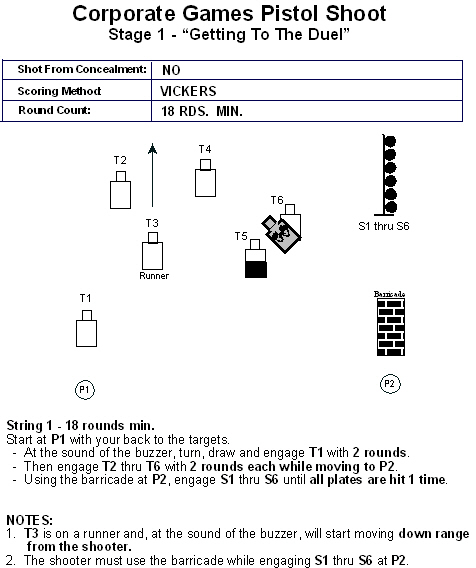 Corporate Games Pistol Shoot
Stage 1 - “Getting To The Duel”
Shot From Concealment: NO
Scoring Method VICKERS
Round Count: 18 RDS. MIN.
T2
T4
T6
T3
T5
S1 thru S6
Runner
T1
Barricade
P1
P2
String 1 - 18 rounds min.
Start at P1 with your back to the targets.
- At the sound of the buzzer, turn, draw and engage T1 with 2 rounds.
- Then engage T2 thru T6 with 2 rounds each while moving to P2.
- Using the barricade at P2, engage S1 thru S6 until all plates are hit 1 time.
NOTES:
1. T3 is on a runner and, at the sound of the buzzer, will start moving down range
from the shooter.
2. The shooter must use the barricade while engaging S1 thru S6 at P2.